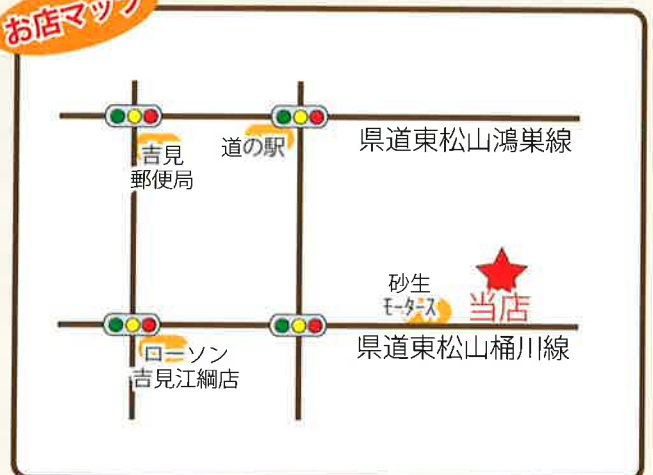 お店マップ
吉見
郵便局
道の駅
県道東松山鴻巣線
砂生
ﾓｰﾀｰｽ
当店
県道東松山桶川線
ローソン
吉見江綱店